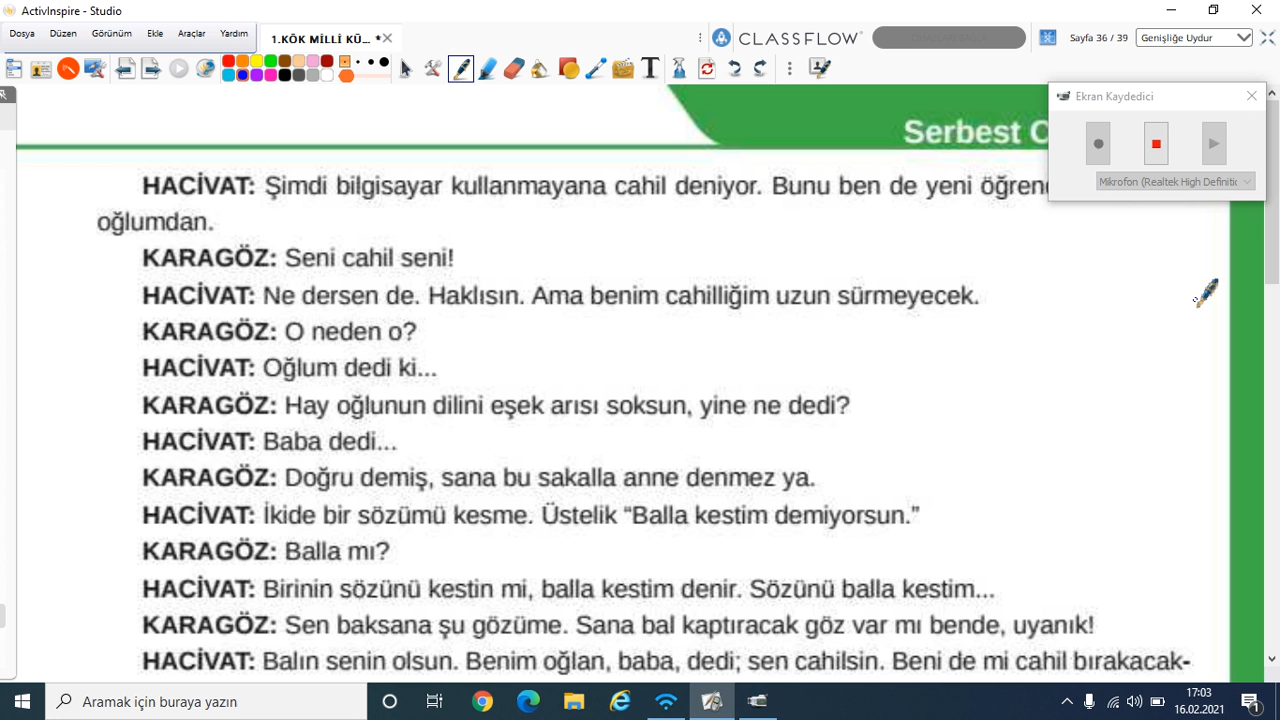 ActivInspire - Studio
Dosya Düzen Görünüm Ekle Araçlar Yardım
1.KÖK MİLLİ KÜ... *
CLASSFLOW
Sayfa 36 / 39
Genişliğe Uydur
Ekran Kaydedici
Mikrofon (Realtek High Definitic
Serbest
HACİVAT: Şimdi bilgisayar kullanmayana cahil deniyor. Bunu ben de yeni
oğlumdan.
KARAGÖZ: Seni cahil seni!
HACİVAT: Ne dersen de. Haklısın. Ama benim cahilliğim uzun sürmeyecek.
KARAGÖZ: O neden o?
HACİVAT: Oğlum dedi ki...
KARAGÖZ: Hay oğlunun dilini eşek arısı soksun, yine ne dedi?
HACİVAT: Baba dedi...
KARAGÖZ: Doğru demiş, sana bu sakalla anne denmez ya.
HACİVAT: İkide bir sözümü kesme. Üstelik “Balla kestim demiyorsun.”
KARAGÖZ: Balla mı?
HACİVAT: Birinin sözünü kestin mi, balla kestim denir. Sözünü balla kestim...
KARAGÖZ: Sen baksana şu gözüme. Sana bal kaptıracak göz var mı bende, uyanık!
HACİVAT: Balın senin olsun. Benim oğlan, baba, dedi; sen cahilsin. Beni de mi cahil bırakacak-
Aramak için buraya yazın
17:03
16.02.2021
1